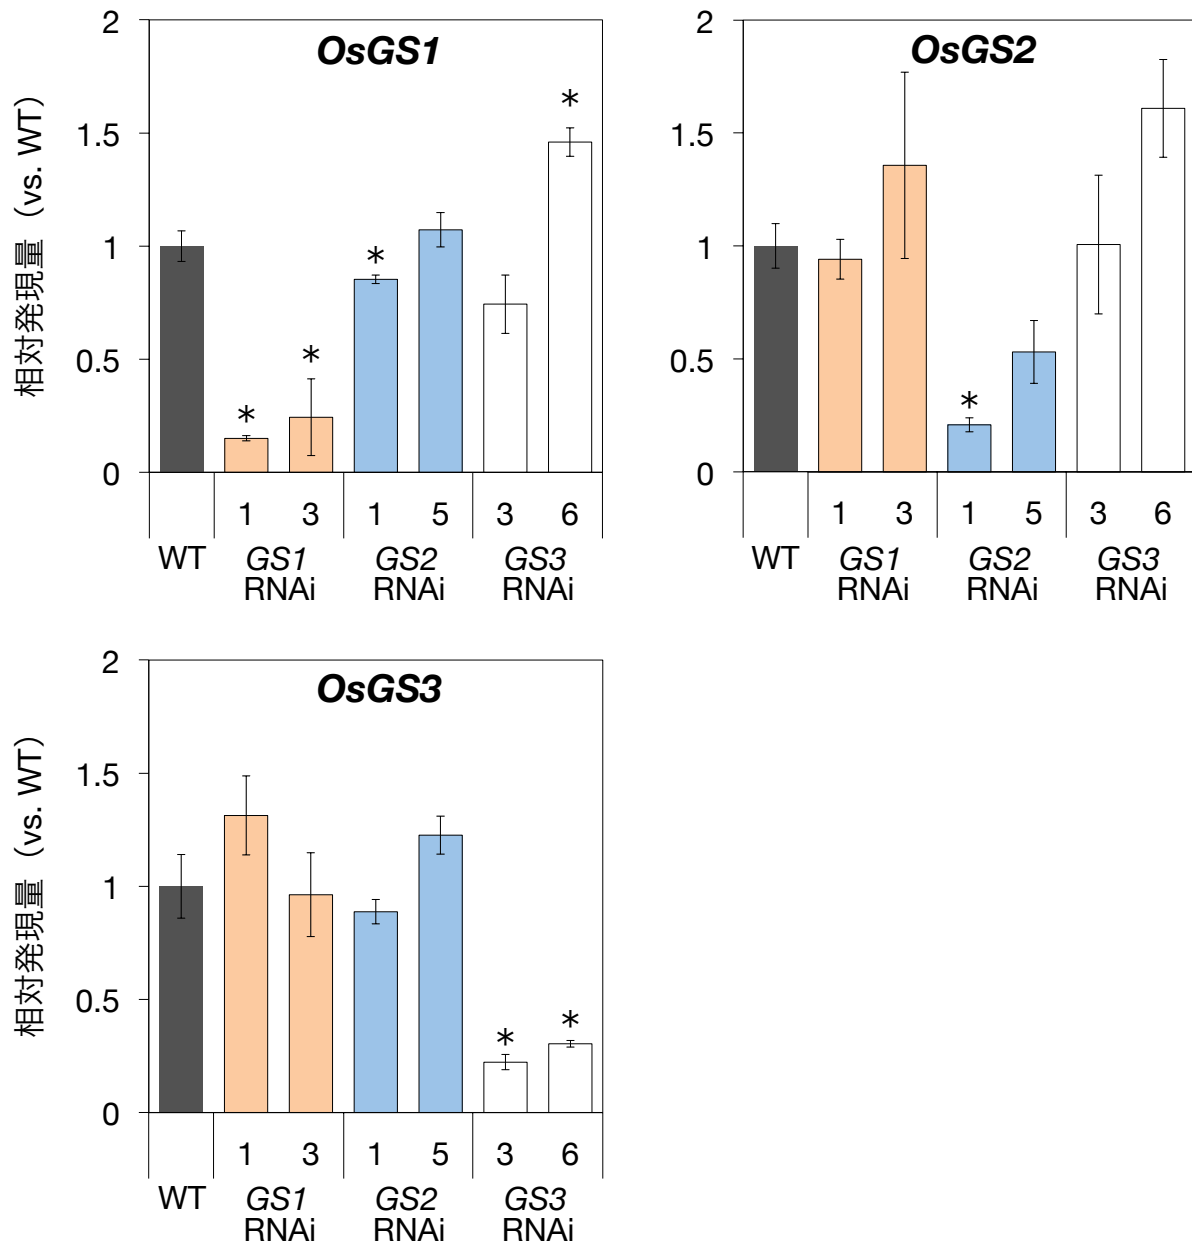 OsGS1
相対発現量（vs. WT）
2
1.5
1
0.5
0
1 3 1 5 3 6
WT GS1 GS2 GS3
RNAi RNAi RNAi
* * * *
OsGS2
2
1.5
1
0.5
0
1 3 1 5 3 6
WT GS1 GS2 GS3
RNAi RNAi RNAi
*
OsGS3
相対発現量（vs. WT）
2
1.5
1
0.5
0
1 3 1 5 3 6
WT GS1 GS2 GS3
RNAi RNAi RNAi
* *